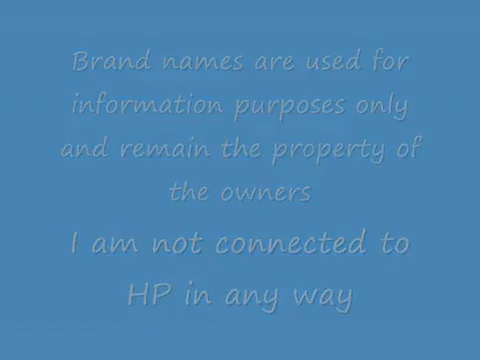 Brand names are used for
information purposes only
and remain the property of
the owners
I am not connected to
HP in any way